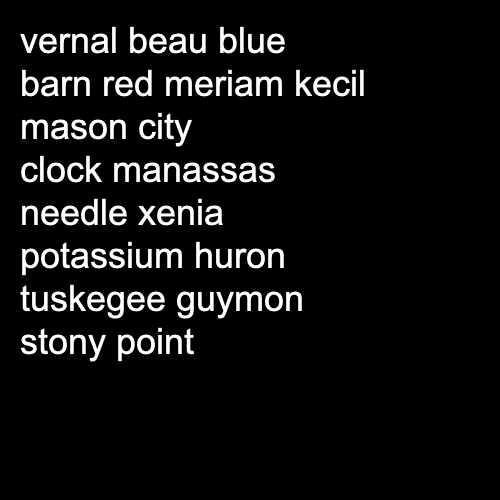 vernal beau blue
barn red meriam kecil
mason city
clock manassas
needle xenia
potassium huron
tuskegee guymon
stony point